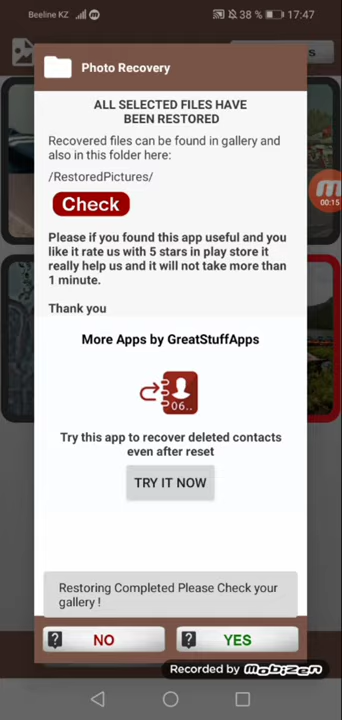 Beeline KZ
38 %
17:47
S
Photo Recovery
ALL SELECTED FILES HAVE
BEEN RESTORED
Recovered files can be found in gallery and
also in this folder here:
/RestoredPictures/
Check
00:15
Please if you found this app useful and you
like it rate us with 5 stars in play store it
really help us and it will not take more than
1 minute.
Thank you
More Apps by GreatStuffApps
06..
Try this app to recover deleted contacts
even after reset
TRY IT NOW
Restoring Completed Please Check your
gallery !
? NO
? YES
Recorded by mobizen